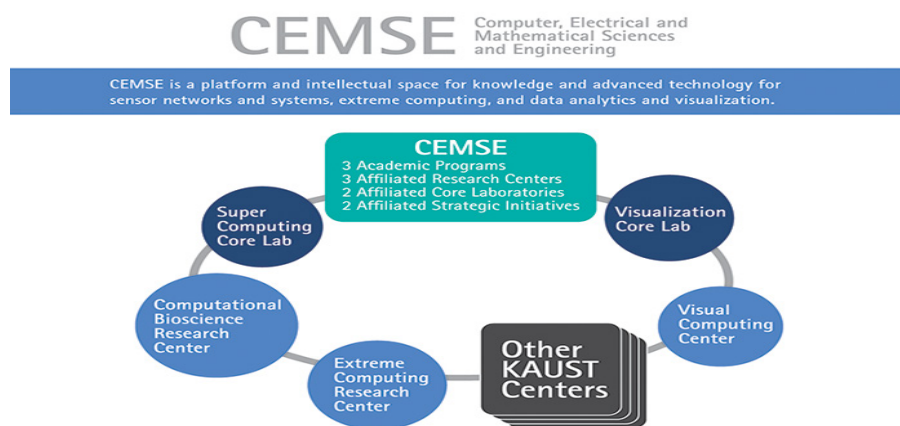 CEMSE
Computer, Electrical and
Mathematical Sciences
and Engineering
CEMSE is a platform and intellectual space for knowledge and advanced technology for
sensor networks and systems, extreme computing, and data analytics and visualization.
CEMSE
3 Academic Programs
3 Affiliated Research Centers
2 Affiliated Core Laboratories
2 Affiliated Strategic Initiatives
Super
Computing
Core Lab
Visualization
Core Lab
Computational
Bioscience
Research
Center
Visual
Computing
Center
Extreme
Computing
Research
Center
Other
KAUST
Centers